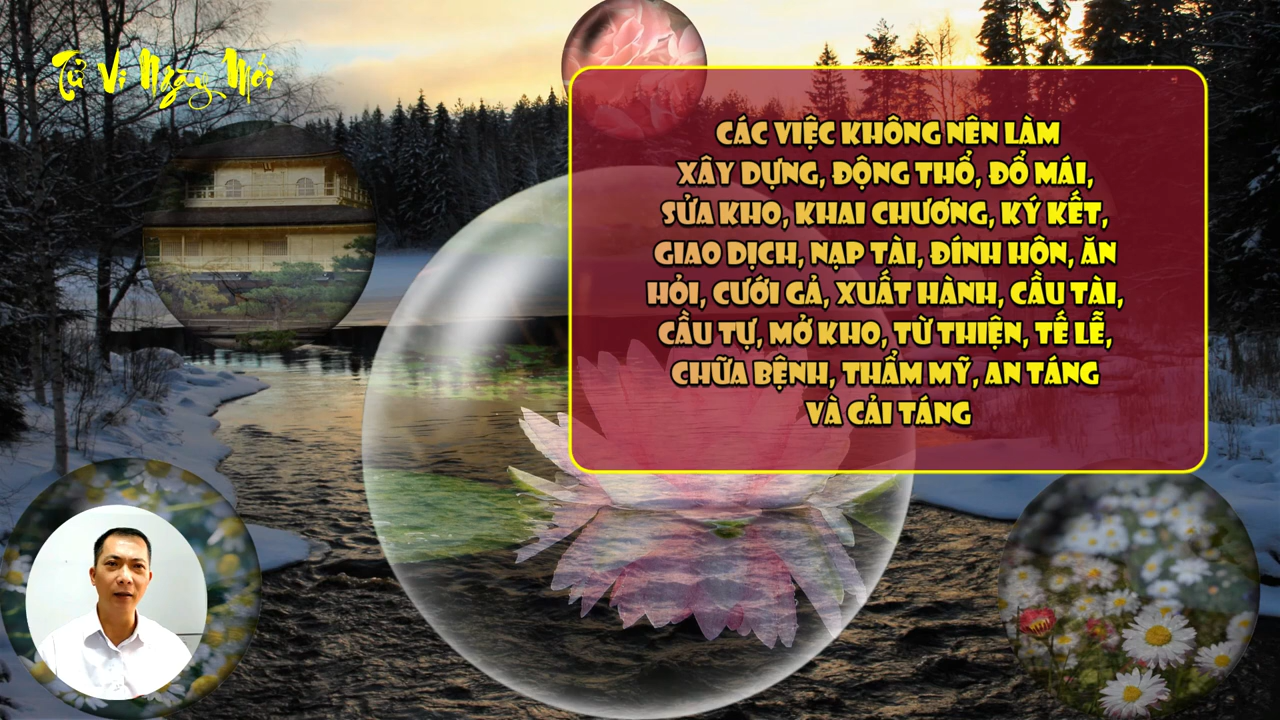 Tử Vi Ngày Mới
CÁC VIỆC KHÔNG NÊN LÀM
XÂY DỰNG, ĐỘNG THỔ, ĐỔ MÁI,
SỬA KHO, KHAI CHƯƠNG, KÝ KẾT,
GIAO DỊCH, NẠP TÀI, ĐÍNH HÔN, ĂN
HỎI, CƯỚI GẢ, XUẤT HÀNH, CẦU TÀI,
CẦU TỰ, MỞ KHO, TỪ THIỆN, TẾ LỄ,
CHỮA BỆNH, THẨM MỸ, AN TÁNG
VÀ CẢI TÁNG